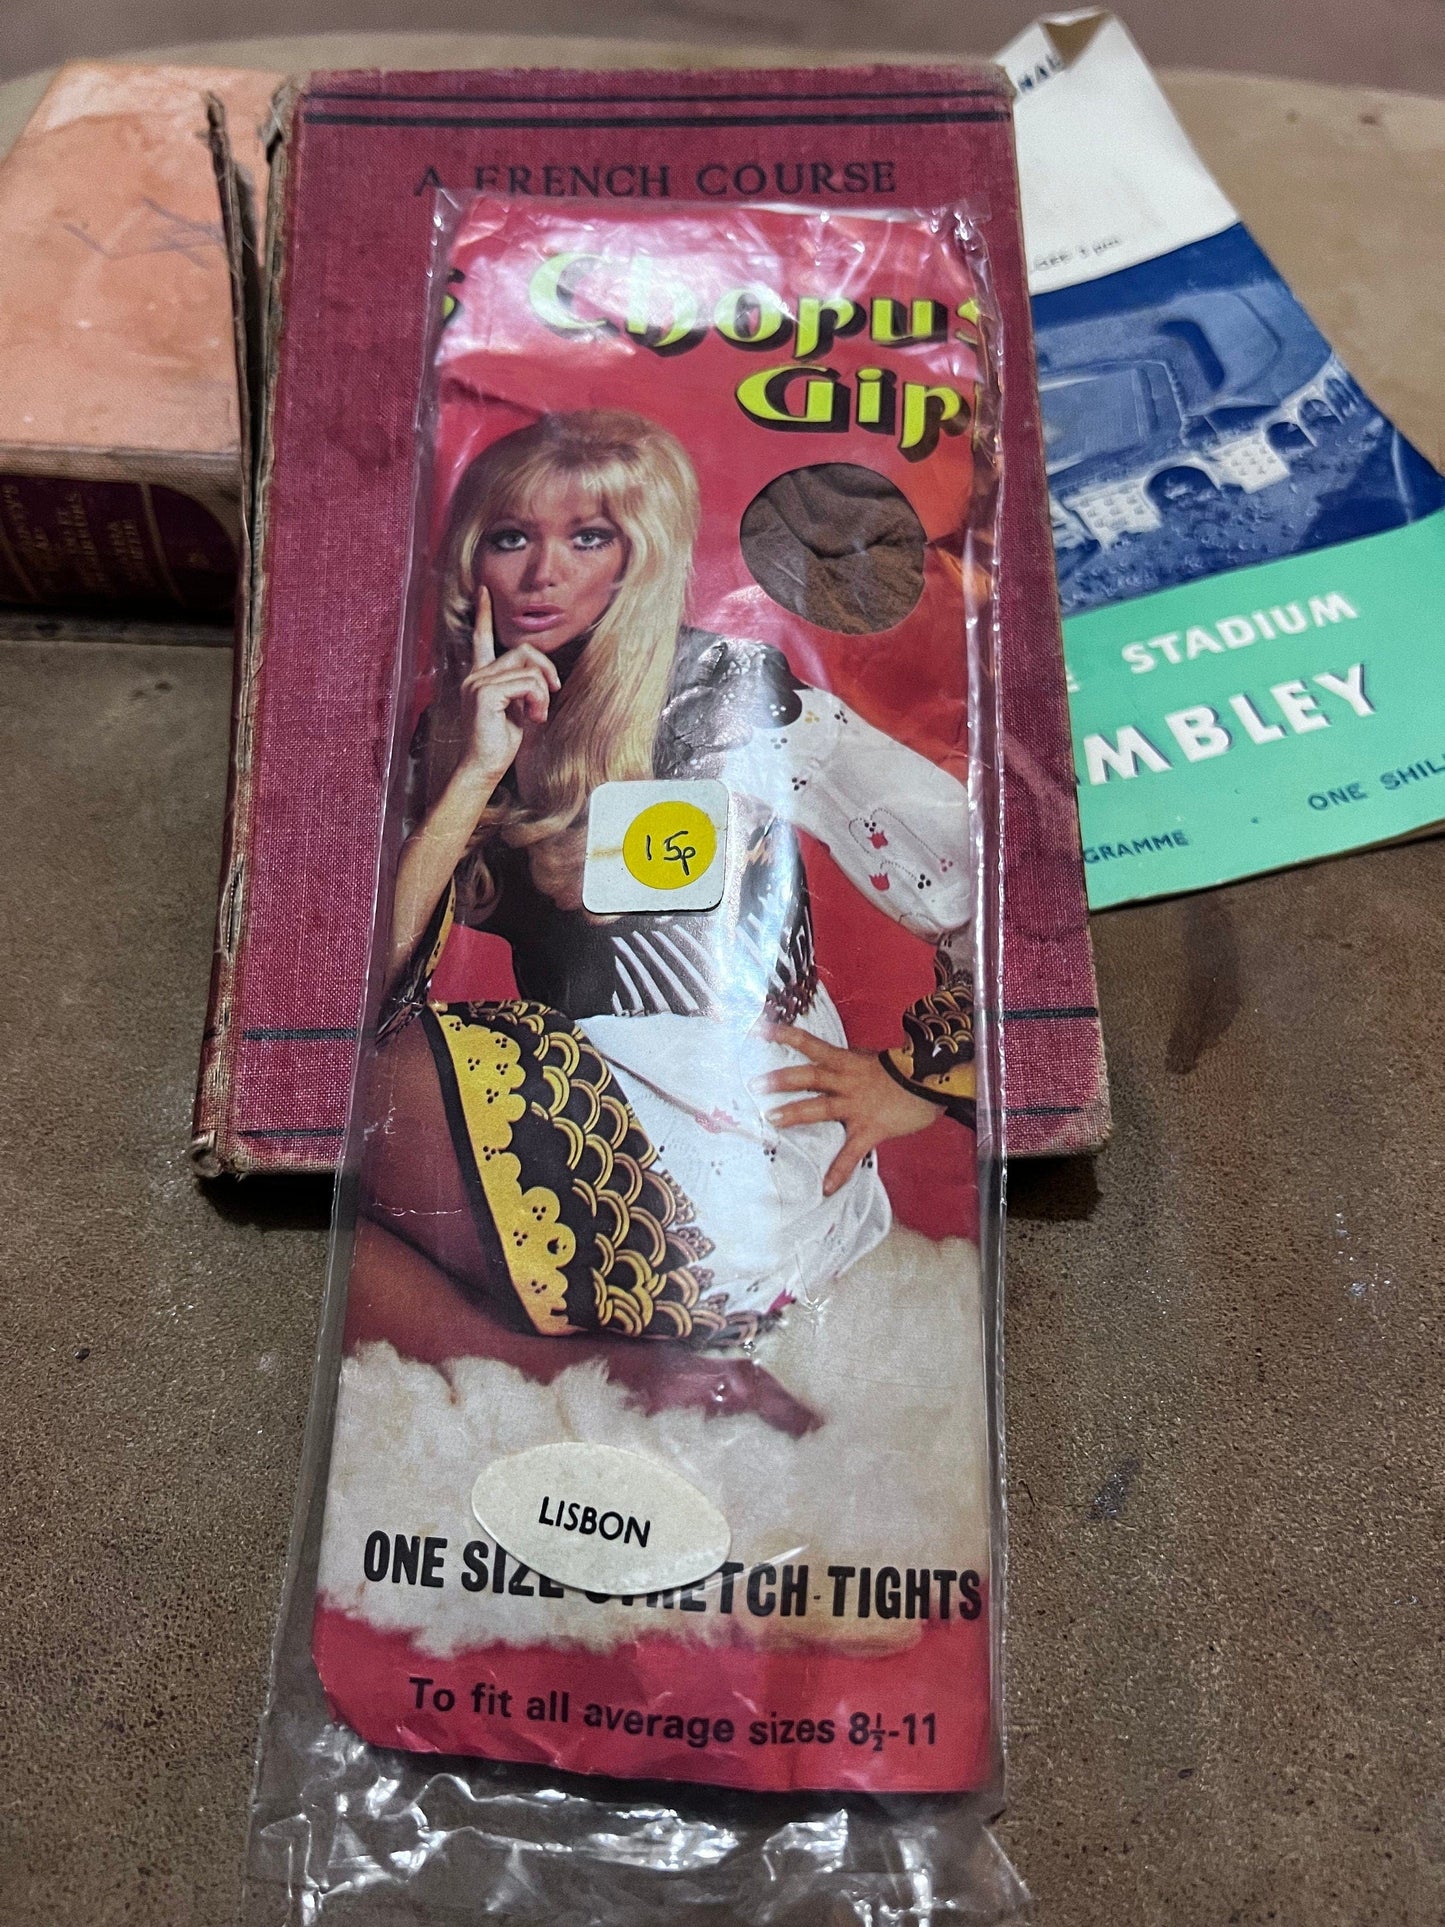 A FRENCH COURSE
Chorus
Girl
15p
LISBON
ONE SIZE STRETCH TIGHTS
To fit all average sizes 8½-11
STADIUM
MBLEY
ONE SHIL
GRAMME